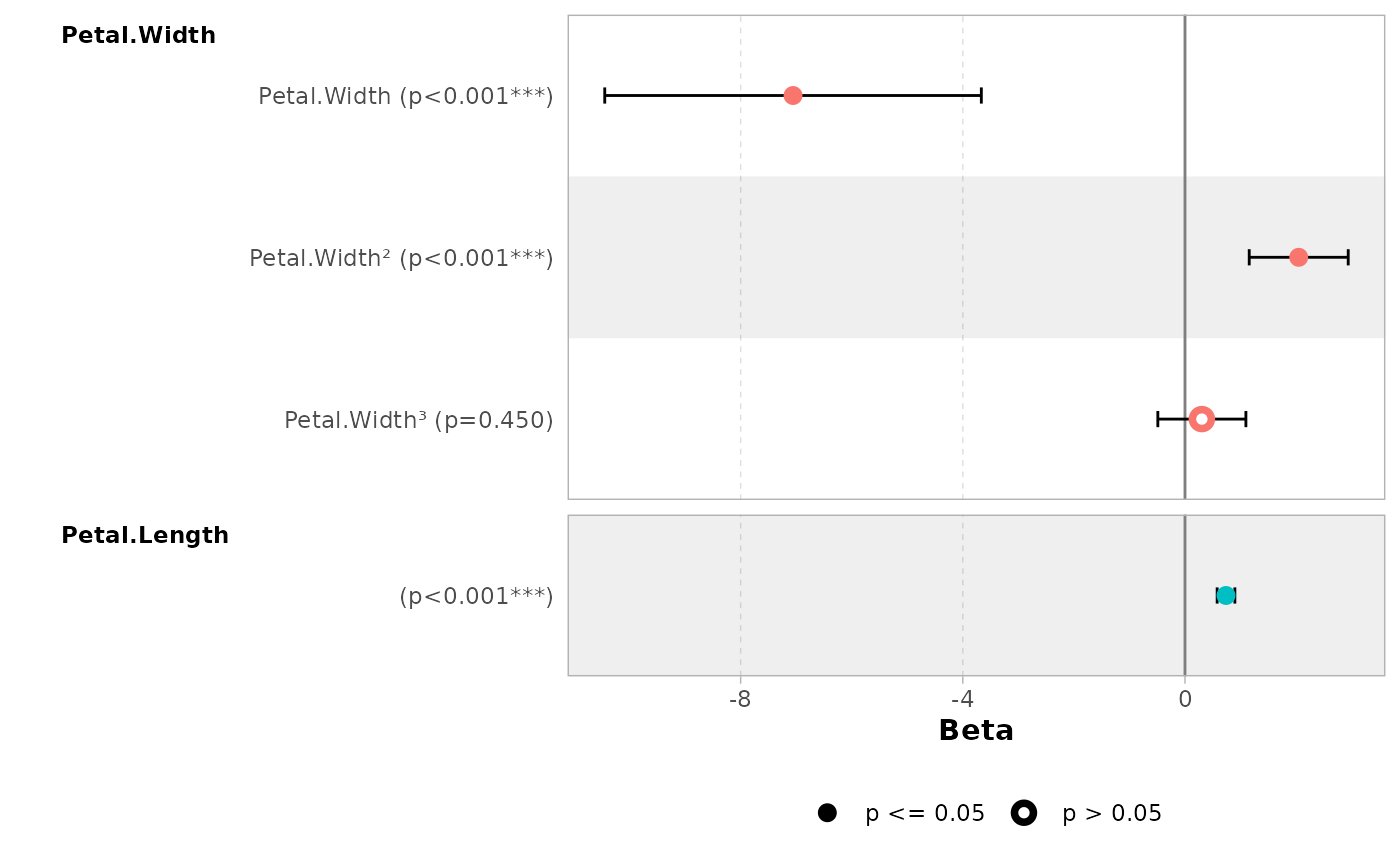 Petal.Width
Petal.Width (p<0.001***)
Petal.Width² (p<0.001***)
Petal.Width³ (p=0.450)
Petal.Length
(p<0.001***)
-8 -4 0
Beta
p <= 0.05 p > 0.05